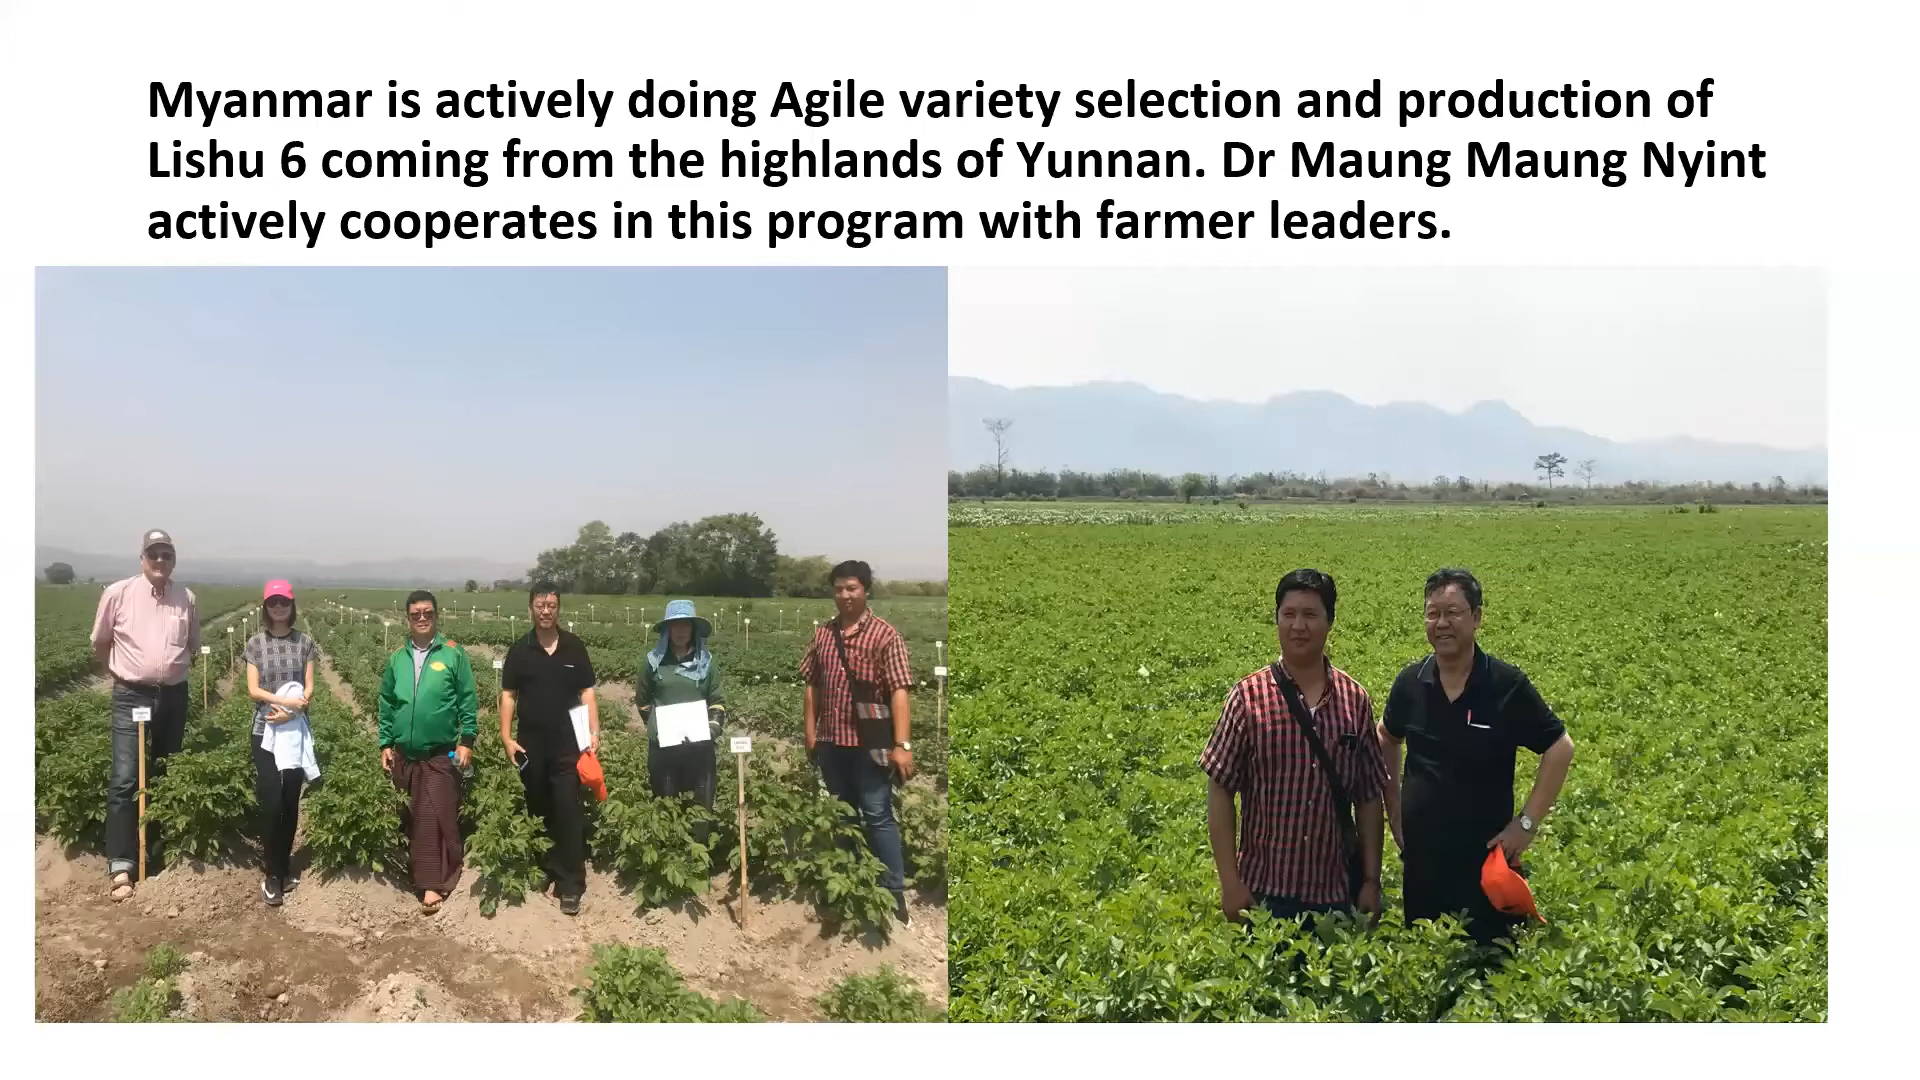 Myanmar is actively doing Agile variety selection and production of
Lishu 6 coming from the highlands of Yunnan. Dr Maung Maung Nyint
actively cooperates in this program with farmer leaders.